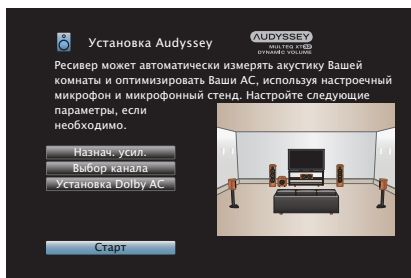 Установка Audyssey
AUDYSSEY
MULTEQ XT32
DYNAMIC VOLUME
Ресивер может автоматически измерять акустику Вашей
комнаты и оптимизировать Ваши АС, используя настроечный
микрофон и микрофонный стенд. Настройте следующие
параметры, если
необходимо.
Назнач. усил.
Выбор канала
Установка Dolby АС
Старт